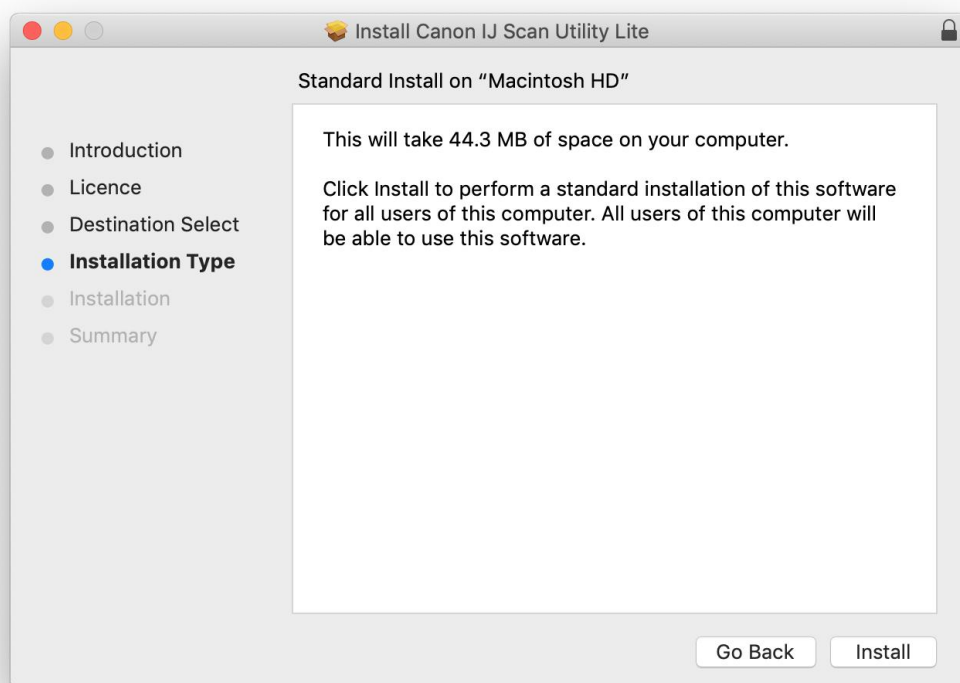 Install Canon IJ Scan Utility Lite
Standard Install on “Macintosh HD”
Introduction
Licence
Destination Select
Installation Type
Installation
Summary
This will take 44.3 MB of space on your computer.
Click Install to perform a standard installation of this software
for all users of this computer. All users of this computer will
be able to use this software.
Go Back
Install